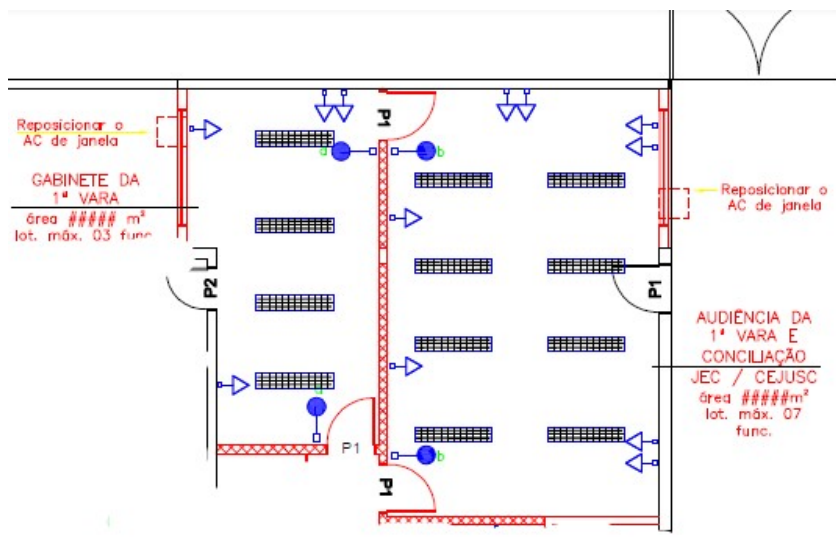 Reposicionar o
AC de janela
GABINETE DA
1ª VARA
área ##### m²
lot. máx. 03 func.
P1
a
b
P2
P1
Reposicionar o
AC de janela
AUDIÊNCIA DA
1ª VARA E
CONCILIAÇÃO
JEC / CEJUSC
área #####m²
lot. máx. 07
func.
a
P1
b
P1